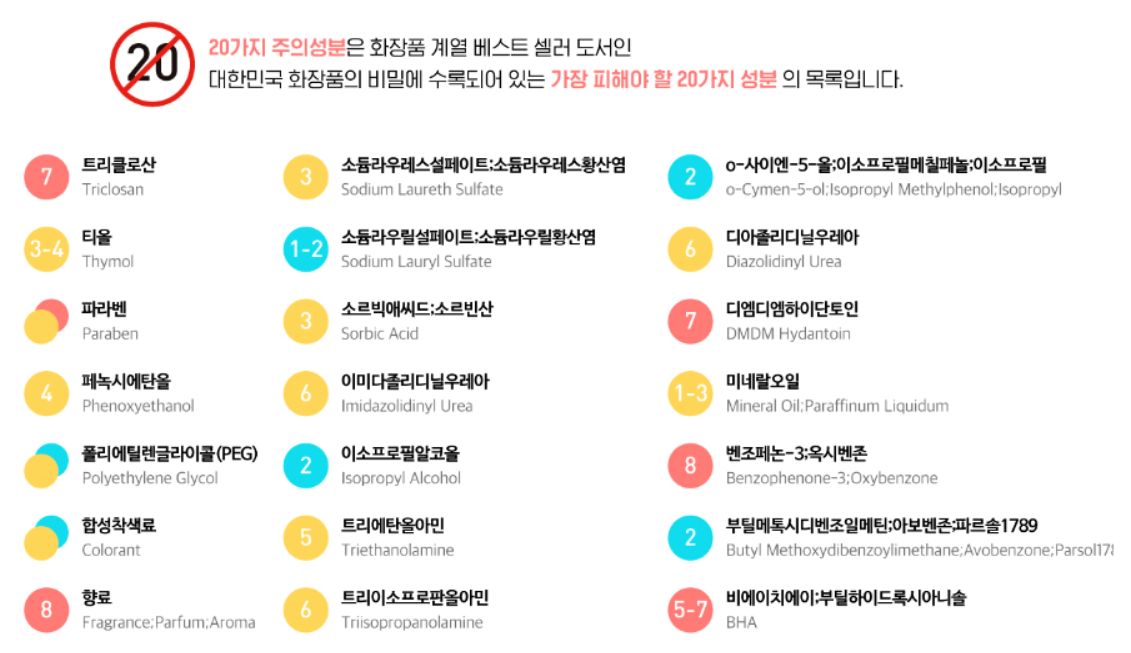 20
20가지 주의성분은 화장품 계열 베스트 셀러 도서인
대한민국 화장품의 비밀에 수록되어 있는 가장 피해야 할 20가지 성분 의 목록입니다.
7
트리클로산
Triclosan
3-4
티올
Thymol
파라벤
Paraben
4
페녹시에탄올
Phenoxyethanol
폴리에틸렌글라이콜(PEG)
Polyethylene Glycol
합성착색료
Colorant
8
향료
Fragrance;Parfum;Aroma
3
소듐라우레스설페이트;소듐라우레스황산염
Sodium Laureth Sulfate
1-2
소듐라우릴설페이트;소듐라우릴황산염
Sodium Lauryl Sulfate
3
소르빅애씨드;소르빈산
Sorbic Acid
6
이미다졸리디닐우레아
Imidazolidinyl Urea
2
이소프로필알코올
Isopropyl Alcohol
5
트리에탄올아민
Triethanolamine
6
트리이소프로판올아민
Triisopropanolamine
2
o-사이엔-5-올;이소프로필메칠페놀;이소프로필
o-Cymen-5-ol;Isopropyl Methylphenol;Isopropyl
6
디아졸리디닐우레아
Diazolidinyl Urea
7
디엠디엠하이단토인
DMDM Hydantoin
1-3
미네랄오일
Mineral Oil;Paraffinum Liquidum
8
벤조페논-3;옥시벤존
Benzophenone-3;Oxybenzone
2
부틸메톡시디벤조일메틴;아보벤존;파르솔1789
Butyl Methoxydibenzoylimethane;Avobenzone;Parsol178
5-7
비에이치에이;부틸하이드록시아니솔
BHA